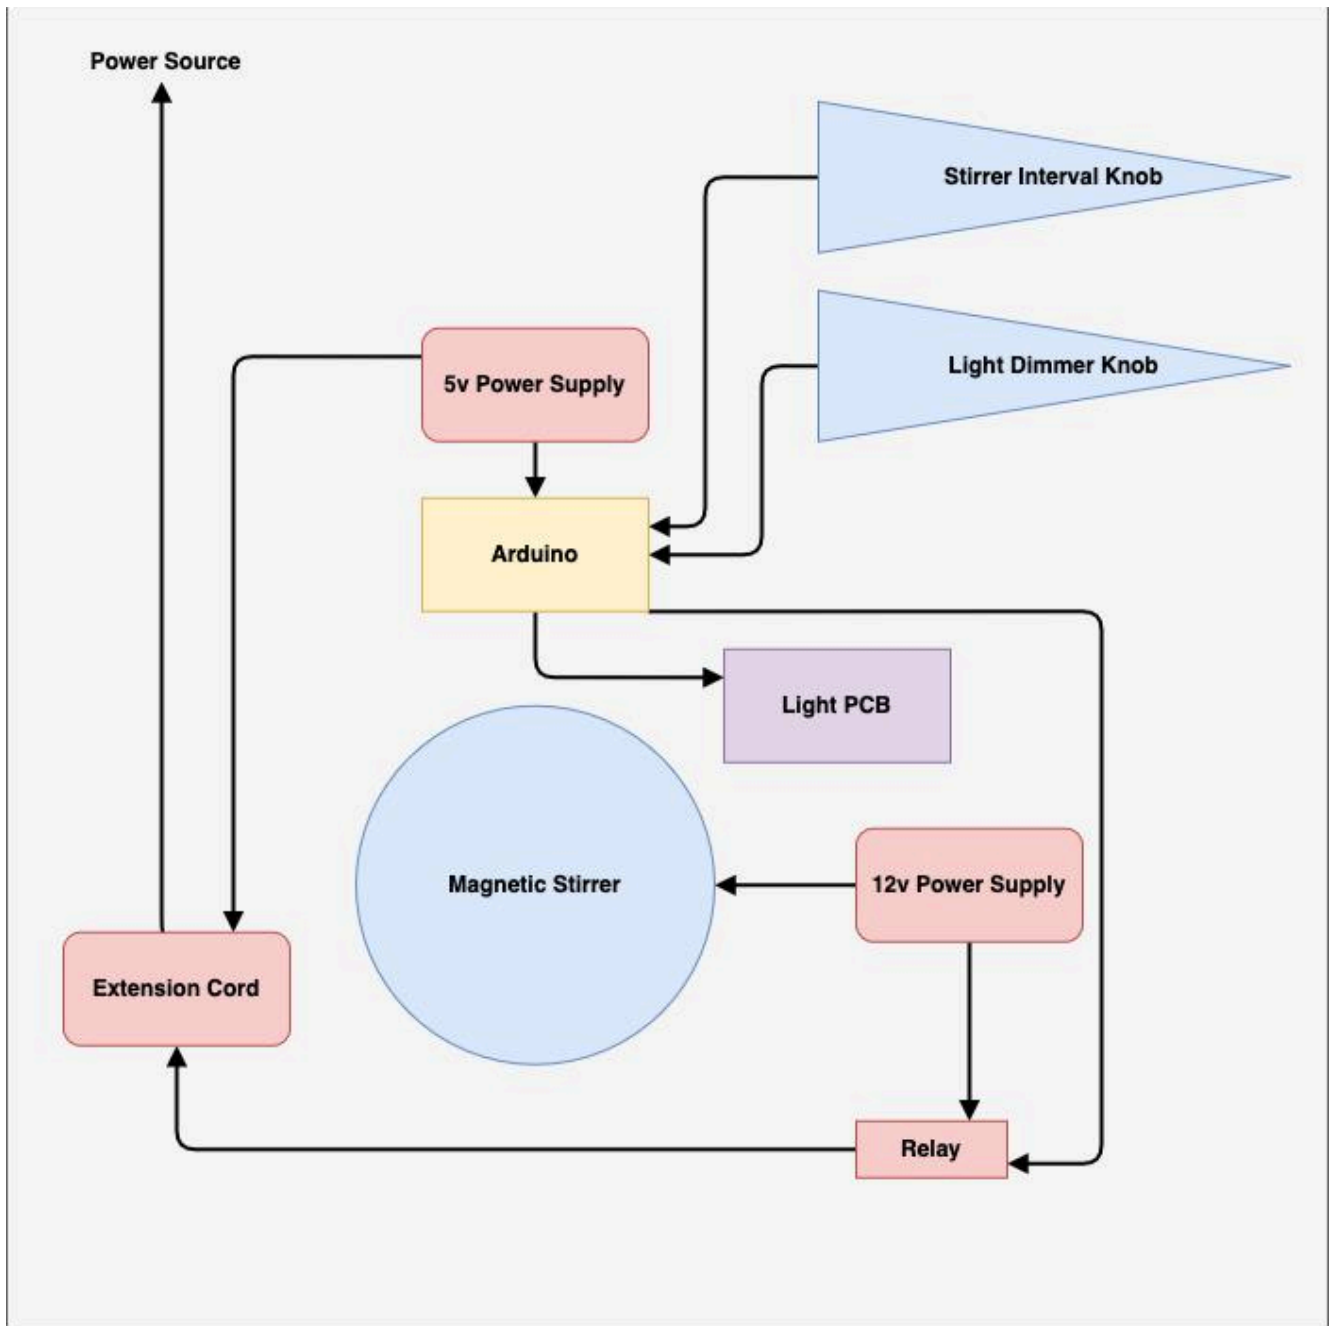 Power Source
Stirrer Interval Knob
Light Dimmer Knob
5v Power Supply
Arduino
Light PCB
Magnetic Stirrer
12v Power Supply
Extension Cord
Relay